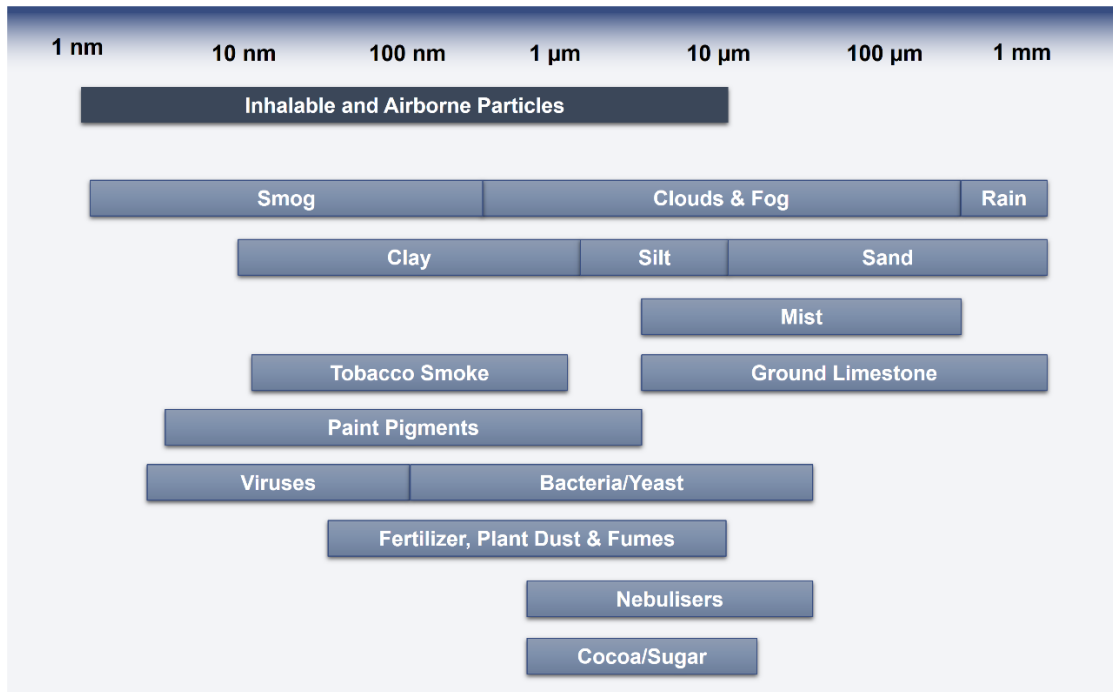 1 nm 10 nm 100 nm 1 µm 10 µm 100 µm 1 mm
Inhalable and Airborne Particles
Smog Clouds & Fog Rain
Clay Silt Sand
Mist
Tobacco Smoke Ground Limestone
Paint Pigments
Viruses Bacteria/Yeast
Fertilizer, Plant Dust & Fumes
Nebulisers
Cocoa/Sugar